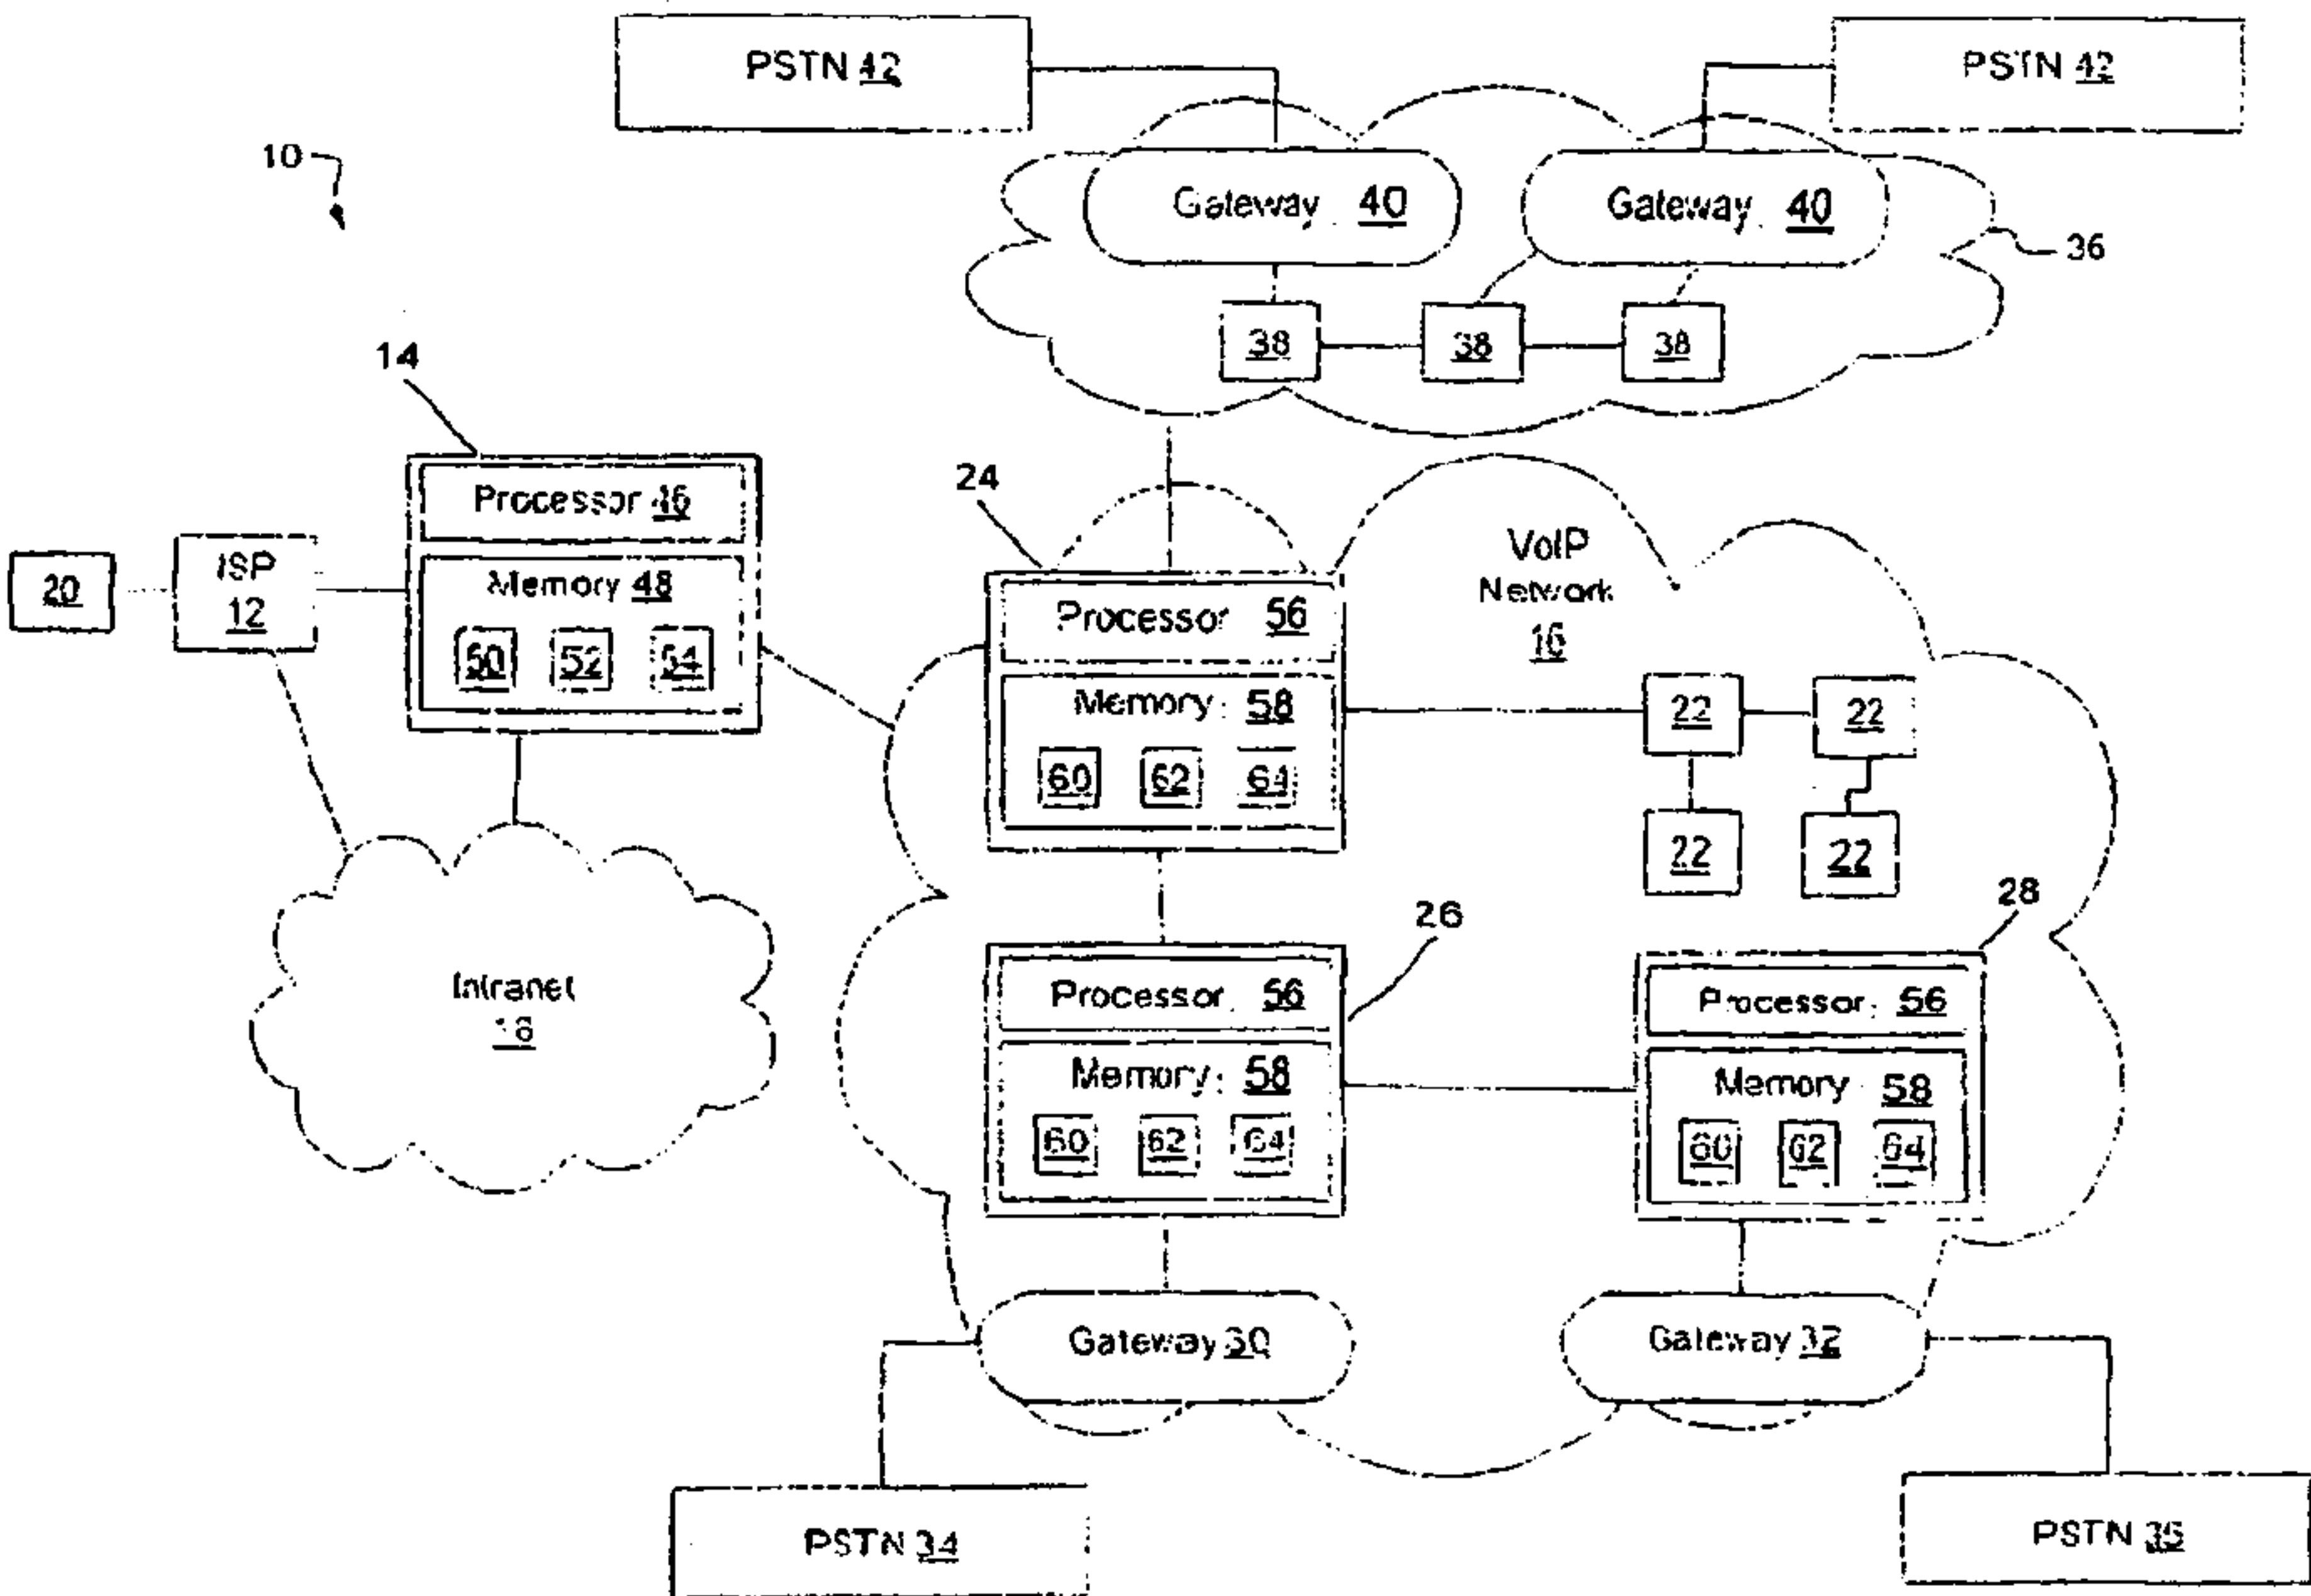 PSTN 42
PSTN 42
10
Gateway 40
Gateway 40
36
38
38
38
14
24
Processor 46
VoIP
Network
16
20
ISP
12
Memory 48
50
52
54
Processor 56
Memory 58
22
22
60
62
64
22
22
28
26
Intranet
Processor 56
Processor 56
Memory 58
Memory 58
60
62
64
60
62
64
Gateway 30
Gateway 32
PSTN 34
PSTN